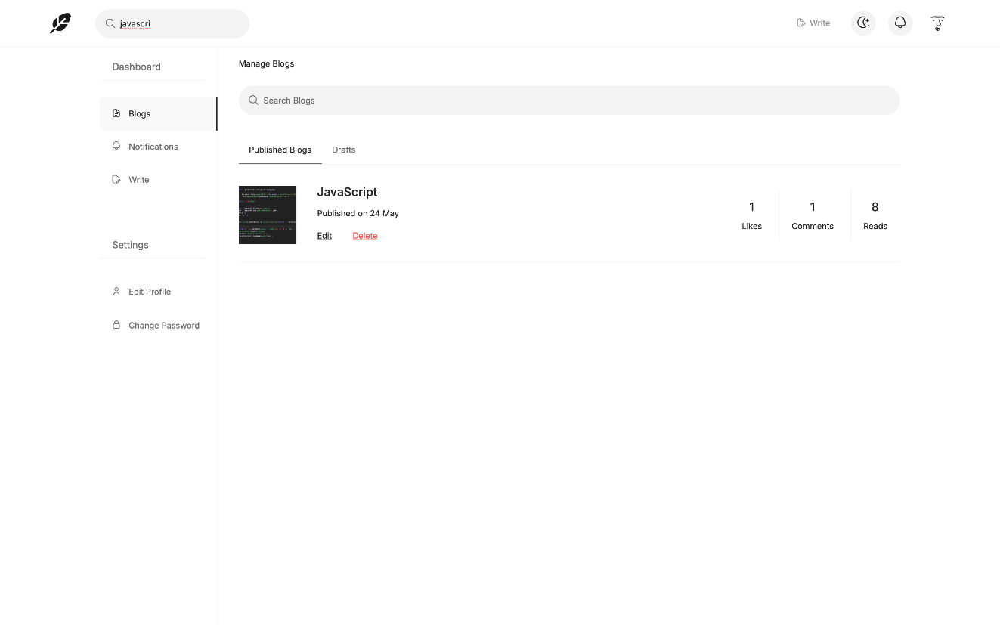 javascri
Write
Dashboard
Blogs
Notifications
Write
Settings
Edit Profile
Change Password
Manage Blogs
Search Blogs
Published Blogs
Drafts
JavaScript
Published on 24 May
Edit
Delete
1
Likes
1
Comments
8
Reads